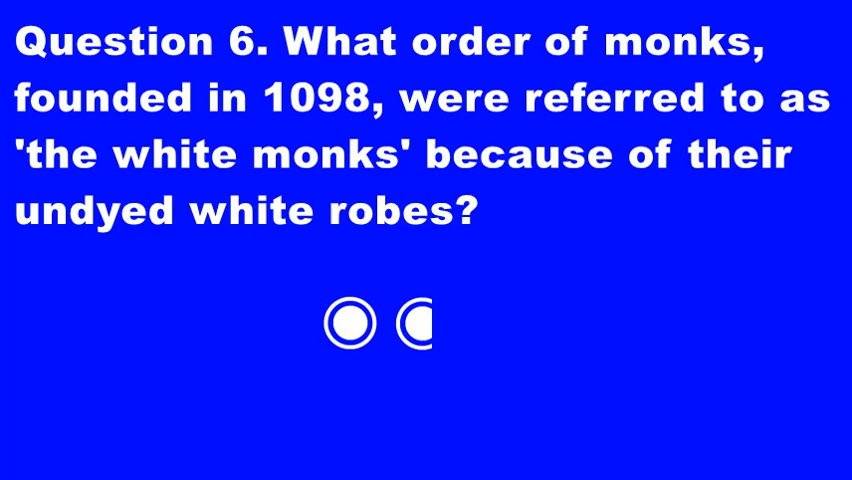 Question 6. What order of monks,
founded in 1098, were referred to as
'the white monks' because of their
undyed white robes?